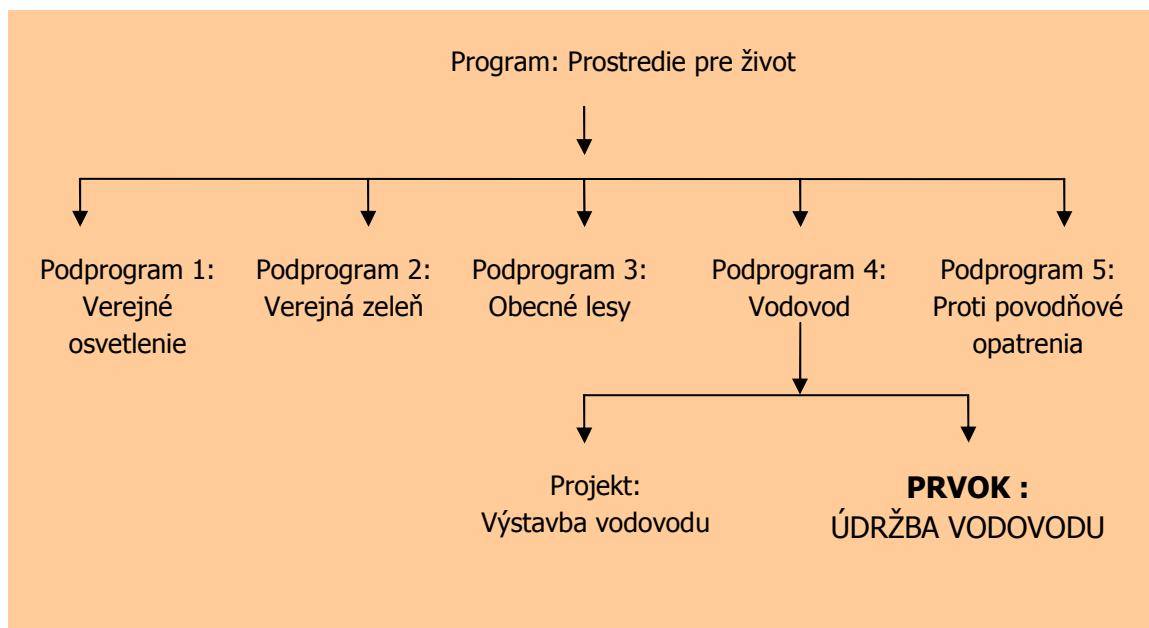 Program: Prostredie pre život
Podprogram 1:
Verejné
osvetlenie
Podprogram 2:
Verejná zeleň
Podprogram 3:
Obecné lesy
Podprogram 4:
Vodovod
Podprogram 5:
Proti povodňové
opatrenia
Projekt:
Výstavba vodovodu
PRVOK :
ÚDRŽBA VODOVODU